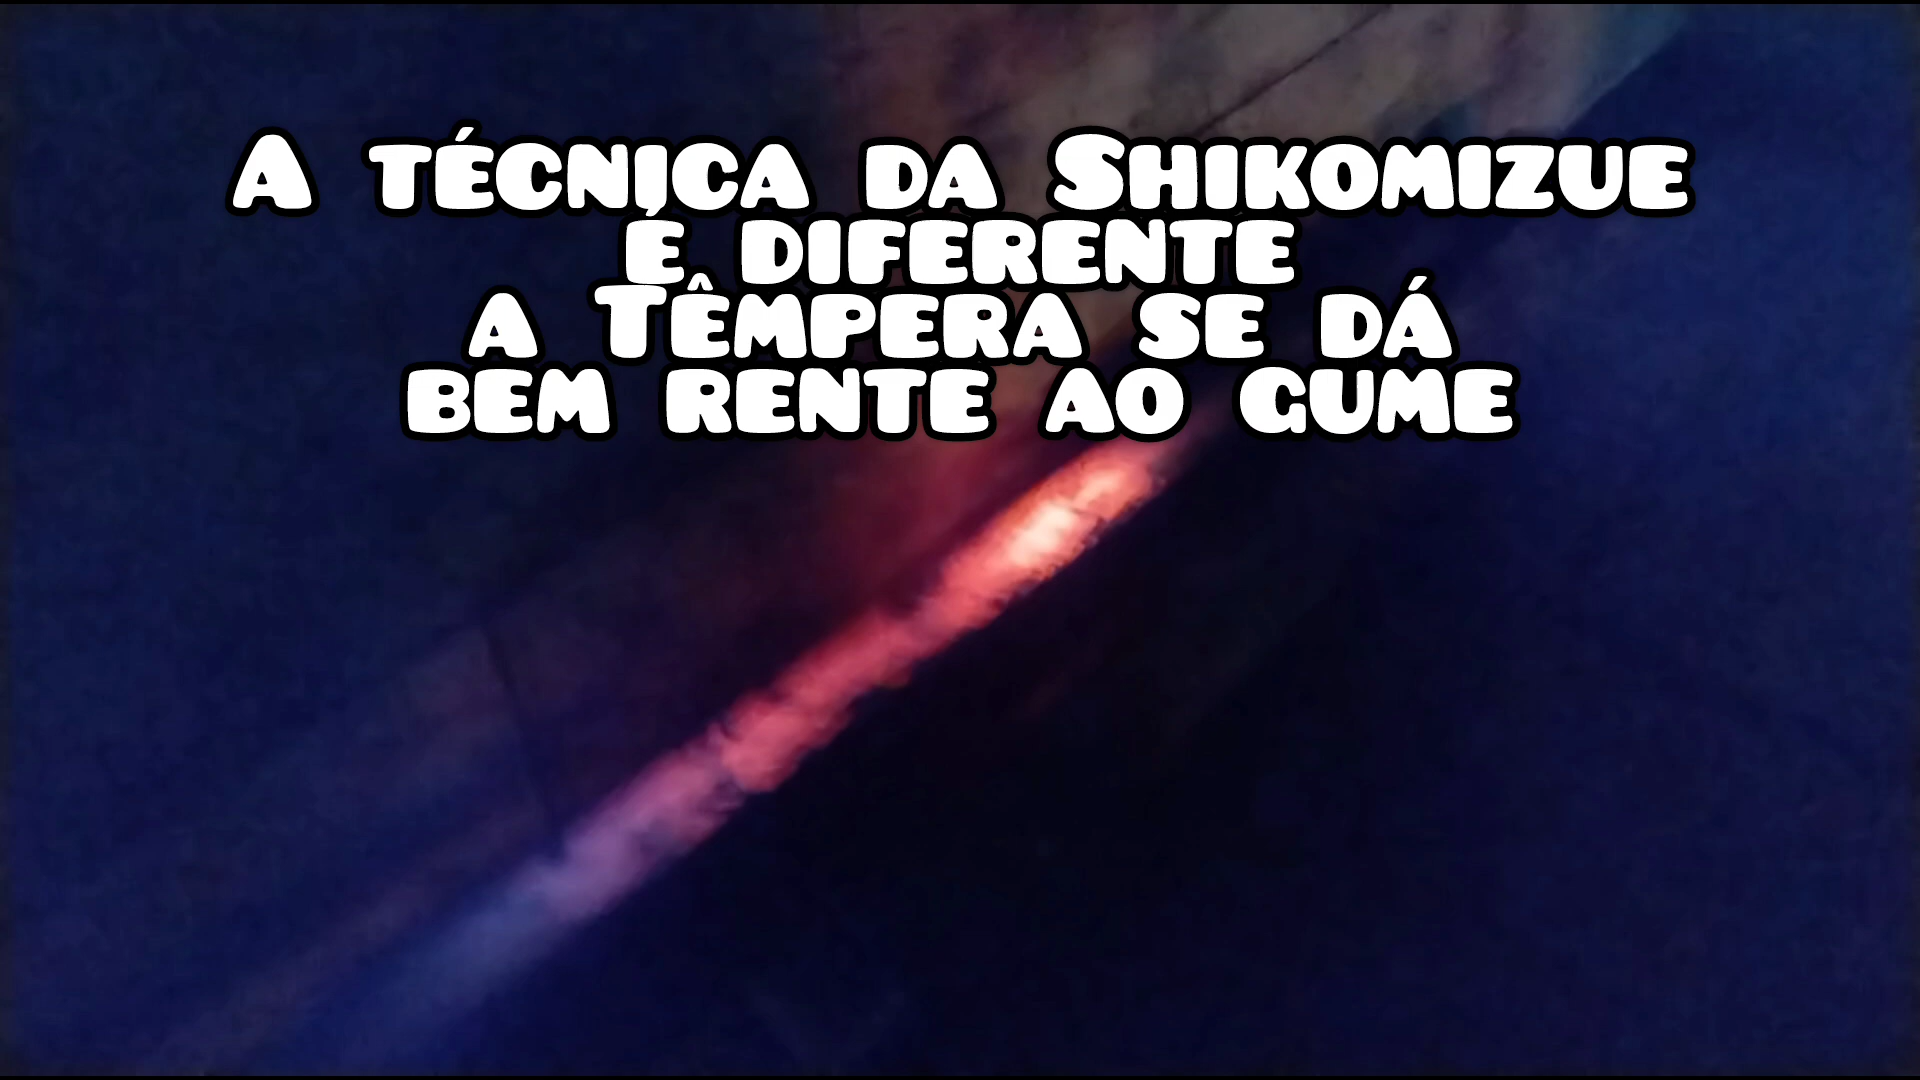 A técnica da Shikomizue
é diferente
a Têmpera se dá
bem rente ao gume